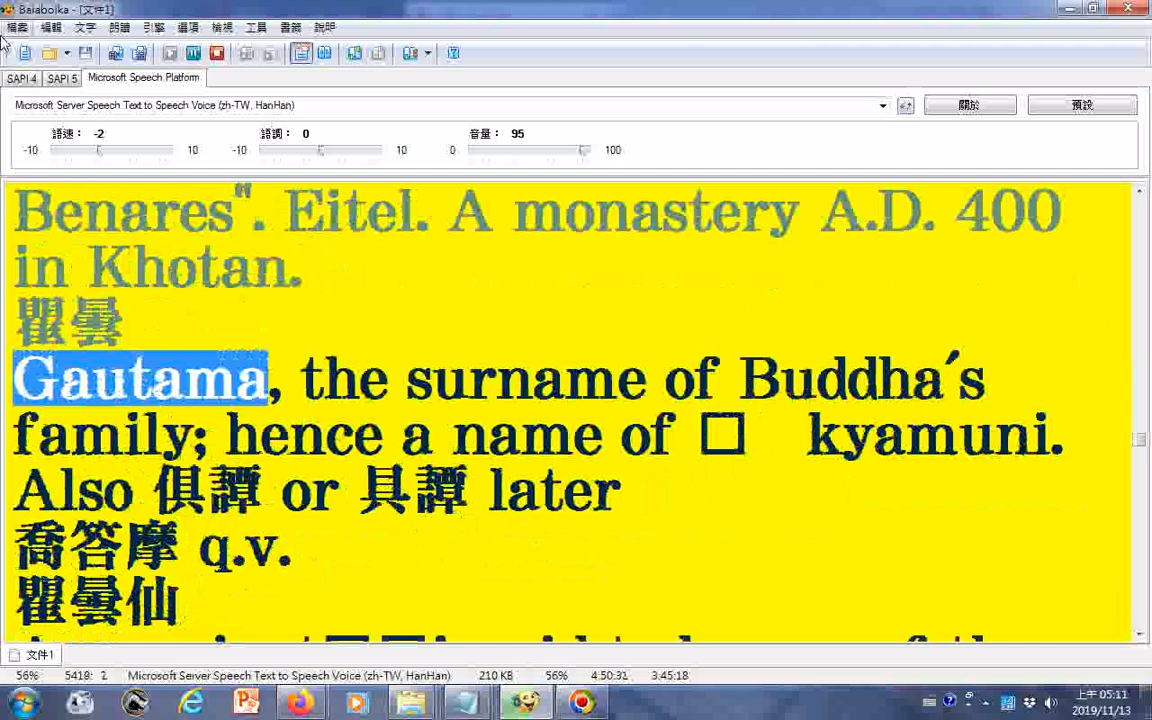 Balabolka - [文件1]
檔案 編輯 文字 朗讀 引擎 選項 檢視 工具 書籤 說明
SAPI 4 SAPI 5 Microsoft Speech Platform
Microsoft Server Speech Text to Speech Voice (zh-TW, HanHan) 關於 預設
語速： -2 語調： 0 音量： 95
-10 10 -10 10 0 100
Benares". Eitel. A monastery A.D. 400
in Khotan.
瞿曇
Gautama, the surname of Buddha´s
family; hence a name of □ kyamuni.
Also 俱譚 or 具譚 later
喬答摩 q.v.
瞿曇仙
文件1
56% 5418: 2 Microsoft Server Speech Text to Speech Voice (zh-TW, HanHan) 210 KB 56% 4:50:31 3:45:18
上午 05:11
2019/11/13